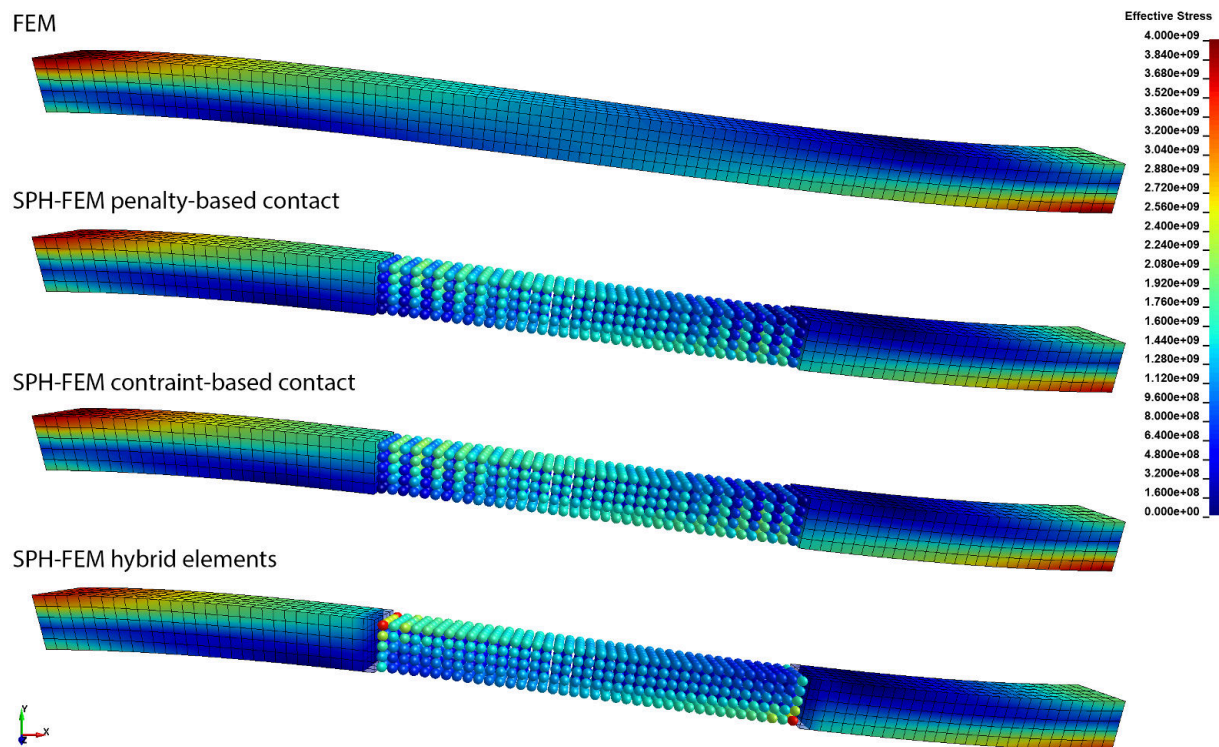 FEM
Effective Stress
4.000e+09
3.840e+09
3.680e+09
3.520e+09
3.360e+09
3.200e+09
3.040e+09
2.880e+09
2.720e+09
2.560e+09
2.400e+09
2.240e+09
2.080e+09
1.920e+09
1.760e+09
1.600e+09
1.440e+09
1.280e+09
1.120e+09
9.600e+08
8.000e+08
6.400e+08
4.800e+08
3.200e+08
1.600e+08
0.000e+00
SPH-FEM penalty-based contact
SPH-FEM contraint-based contact
SPH-FEM hybrid elements
Y
Z
X